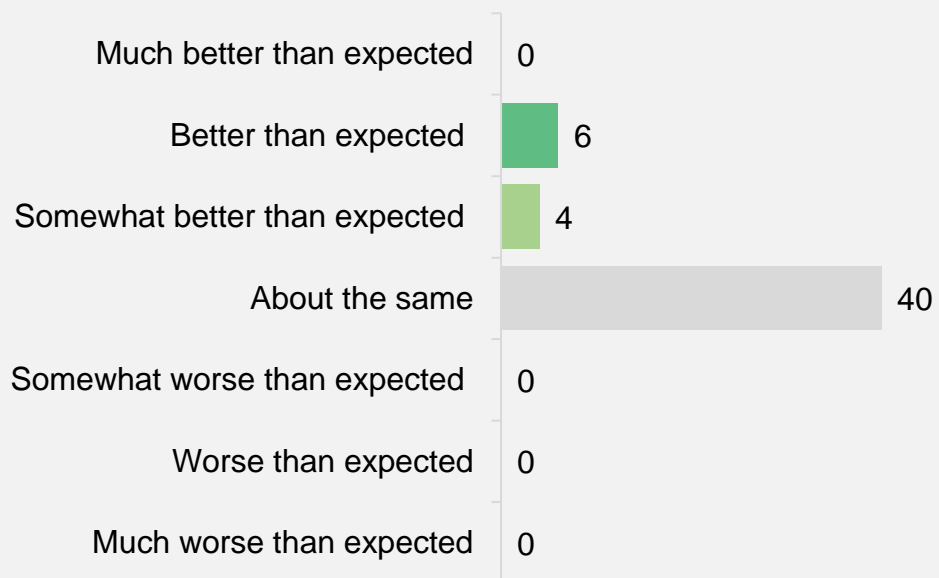 Much better than expected 0
Better than expected 6
Somewhat better than expected 4
About the same 40
Somewhat worse than expected 0
Worse than expected 0
Much worse than expected 0